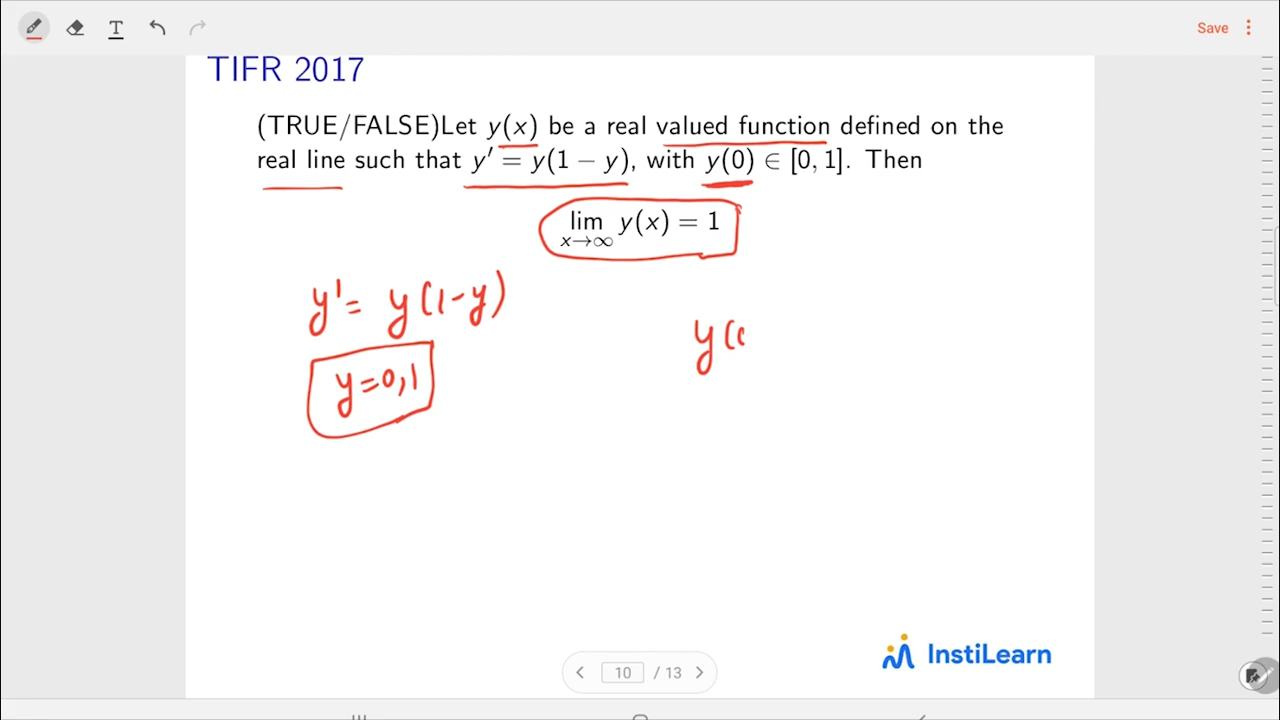 T
Save
TIFR 2017
(TRUE/FALSE)Let y(x) be a real valued function defined on the
real line such that y′ = y(1 − y), with y(0) ∈ [0, 1]. Then
lim y(x) = 1
x→∞
y' = y(1-y)
y=0,1
y(
10 / 13
InstiLearn